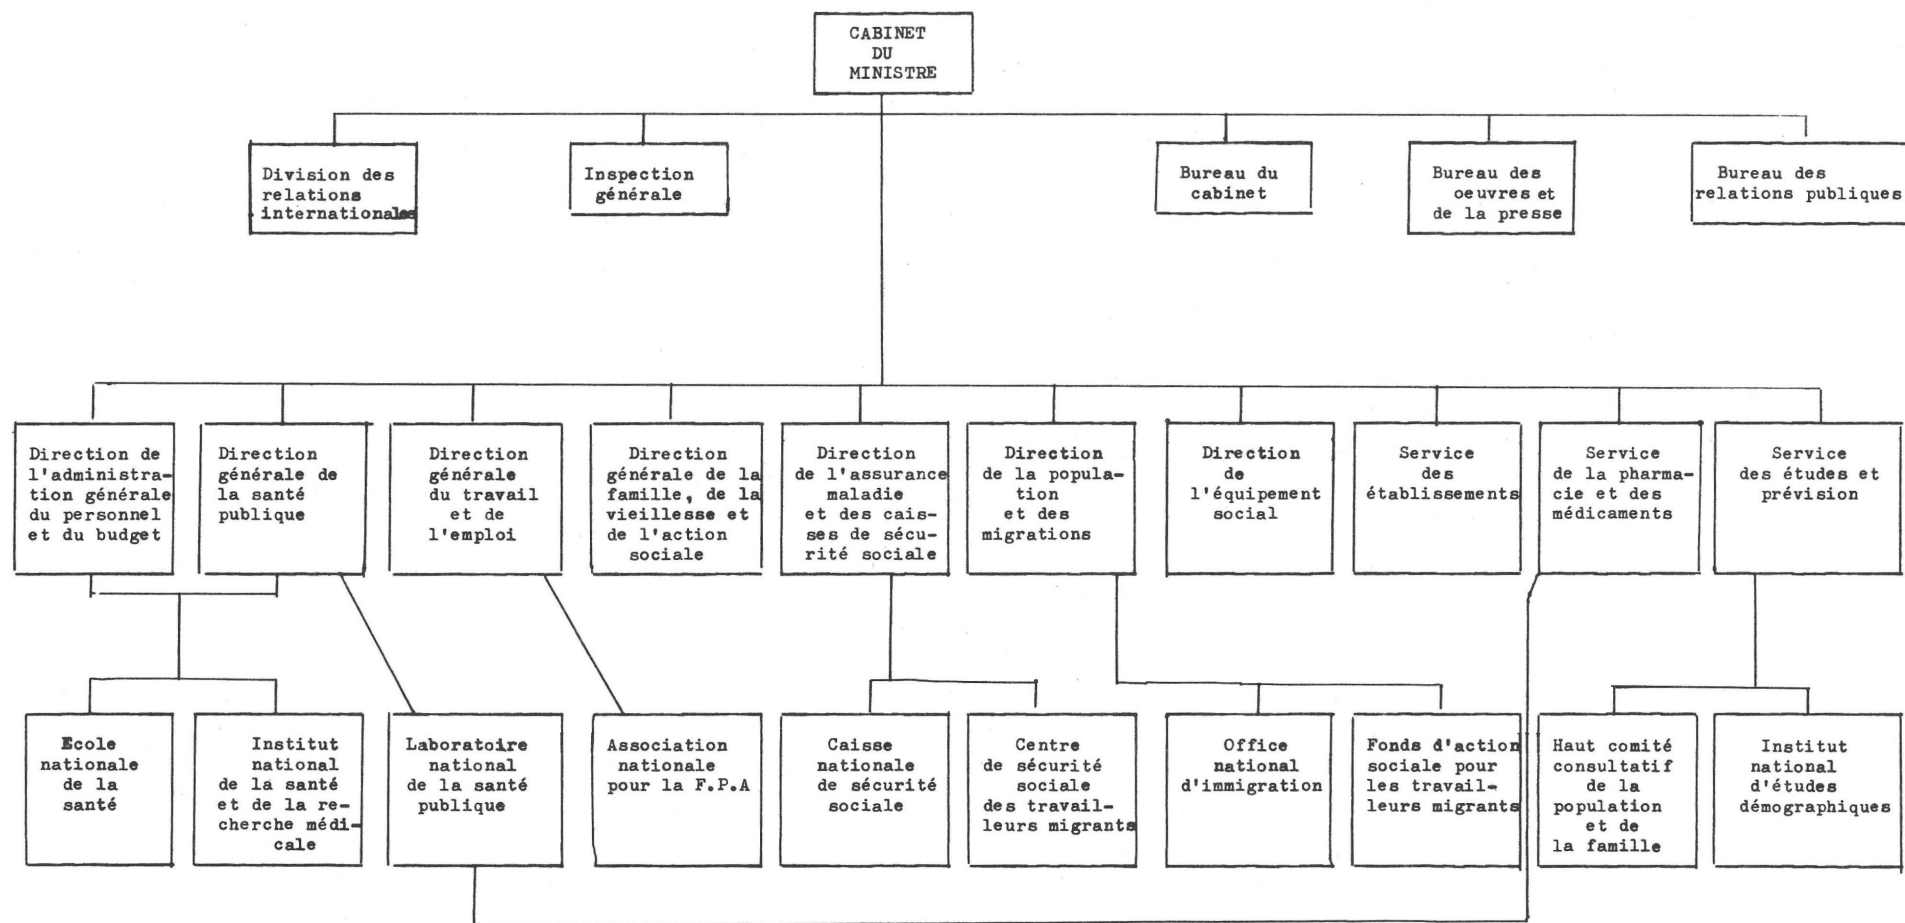 CABINET
DU
MINISTRE
Division des
relations
internationales
Inspection
générale
Bureau du
cabinet
Bureau des
oeuvres et
de la presse
Bureau des
relations publiques
Direction de
l'administra-
tion générale
du personnel
et du budget
Direction
générale de
la santé
publique
Direction
générale
du travail
et de
l'emploi
Direction
générale de la
famille, de la
vieillesse et
de l'action
sociale
Direction
de l'assurance
maladie
et des cais-
ses de sécu-
rité sociale
Direction
de la popula-
tion
et des
migrations
Direction
de
l'équipement
social
Service
des
établissements
Service
de la pharma-
cie et des
médicaments
Service
des études et
prévision
Ecole
nationale
de la
santé
Institut
national
de la santé
et de la re-
cherche médi-
cale
Laboratoire
national
de la santé
publique
Association
nationale
pour la F.P.A
Caisse
nationale
de sécurité
sociale
Centre
de sécurité
sociale
des travail-
leurs migrants
Office
national
d'immigration
Fonds d'action
sociale pour
les travail-
leurs migrants
Haut comité
consultatif
de la
population
et de
la famille
Institut
national
d'études
démographiques